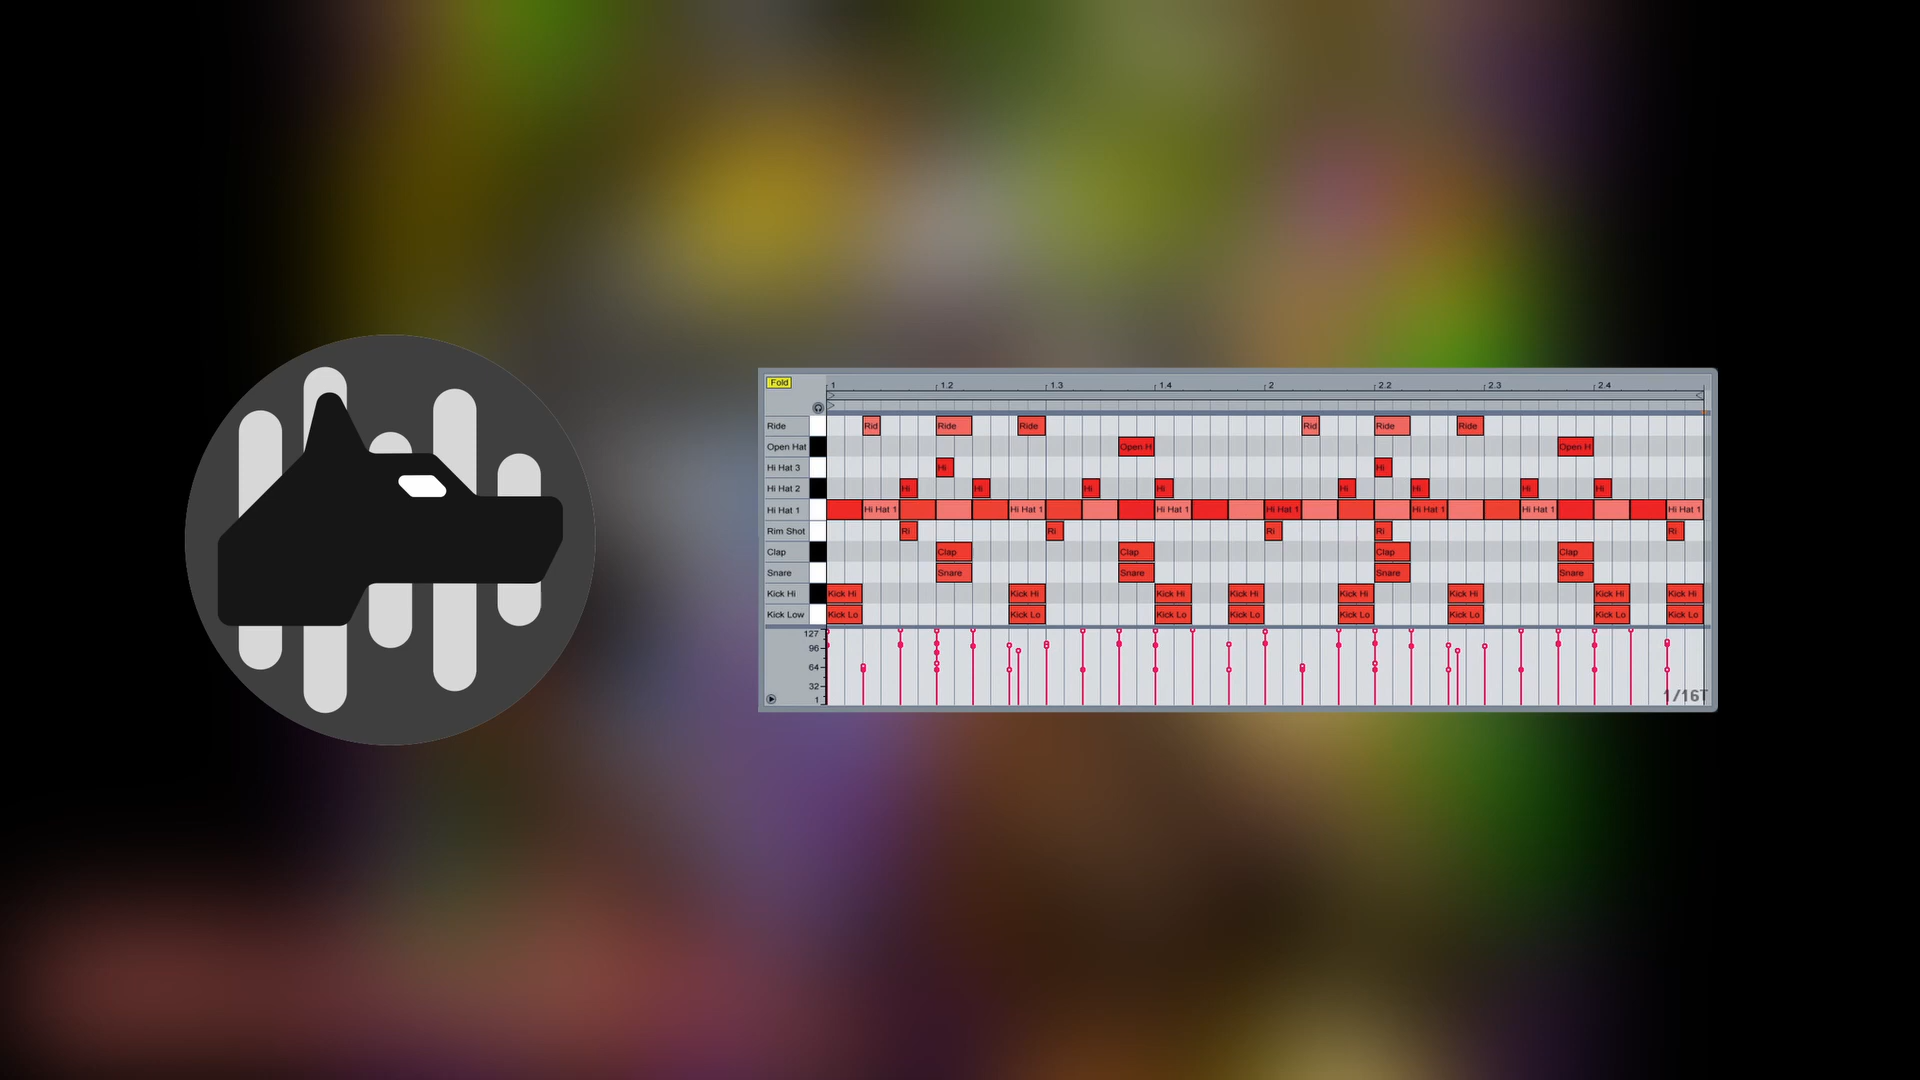 Fold 1 1.2 1.3 1.4 2 2.2 2.3 2.4
Ride Rid Ride Ride Rid Ride Ride
Open Hat Open H Open H
Hi Hat 3 Hi Hi
Hi Hat 2 Hi Hi Hi Hi Hi Hi Hi Hi
Hi Hat 1 Hi Hat 1 Hi Hat 1 Hi Hat 1 Hi Hat 1 Hi Hat 1 Hi Hat 1 Hi Hat 1
Rim Shot Ri Ri Ri Ri Ri
Clap Clap Clap Clap Clap
Snare Snare Snare Snare Snare
Kick Hi Kick Hi Kick Hi Kick Hi Kick Hi Kick Hi Kick Hi Kick Hi Kick Hi
Kick Low Kick Lo Kick Lo Kick Lo Kick Lo Kick Lo Kick Lo Kick Lo Kick Lo
127
96
64
32
1 1/16T